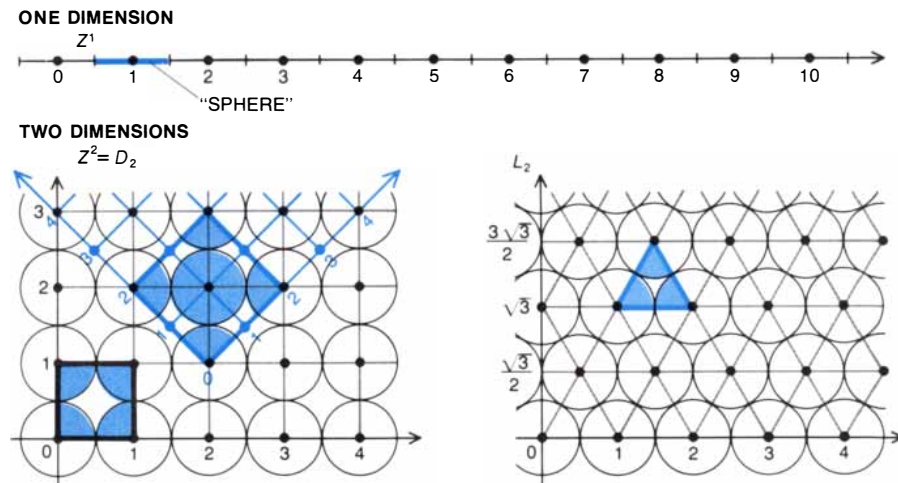 ONE DIMENSION
Z¹
0 1 2 3 4 5 6 7 8 9 10
"SPHERE"
TWO DIMENSIONS
Z² = D₂
L₂
4 4
3
3 3
2
2 2
1 1
1
0
0 1 2 3 4
3√3/2
√3
√3/2
0 1 2 3 4